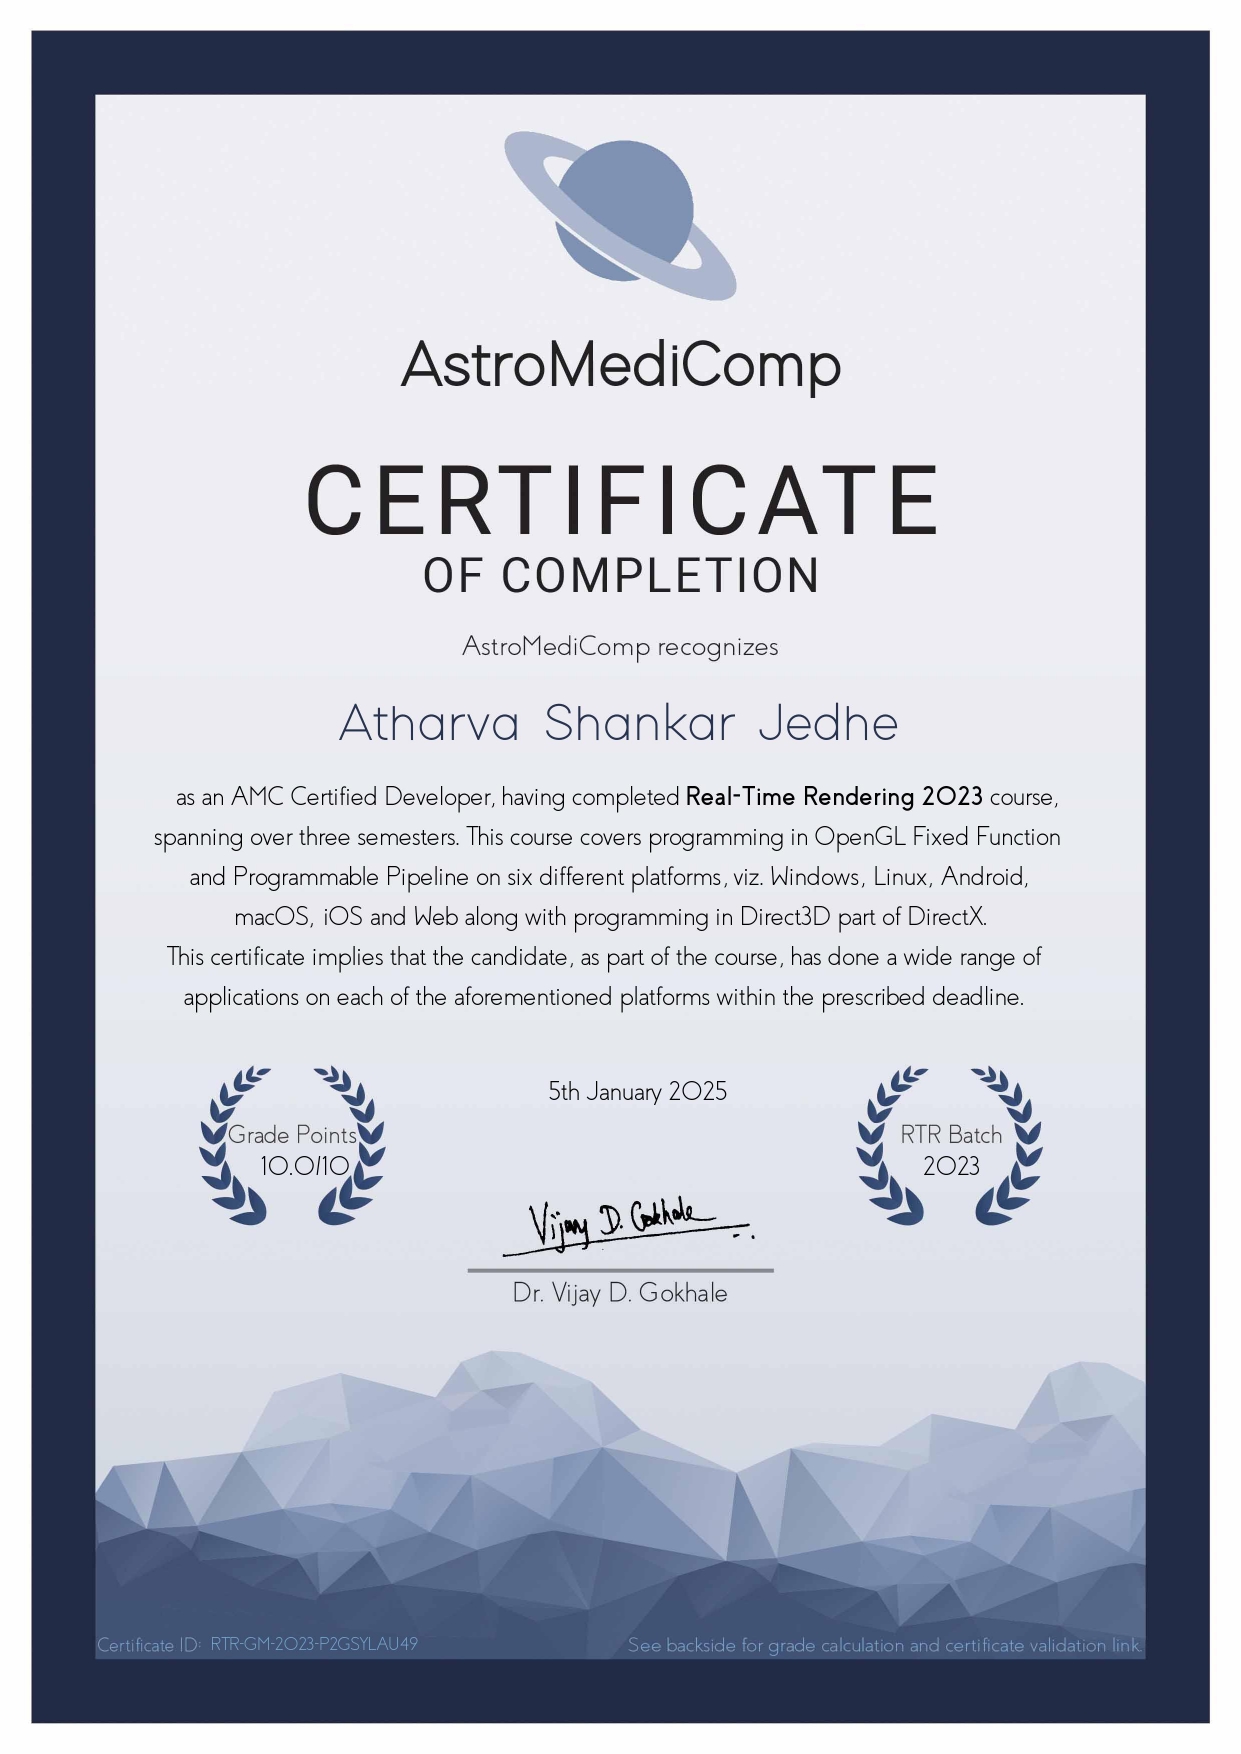 AstroMediComp
CERTIFICATE
OF COMPLETION
AstroMediComp recognizes
Atharva Shankar Jedhe
as an AMC Certified Developer, having completed Real-Time Rendering 2023 course,
spanning over three semesters. This course covers programming in OpenGL Fixed Function
and Programmable Pipeline on six different platforms, viz. Windows, Linux, Android,
macOS, iOS and Web along with programming in Direct3D part of DirectX.
This certificate implies that the candidate, as part of the course, has done a wide range of
applications on each of the aforementioned platforms within the prescribed deadline.
5th January 2025
Grade Points
10.0/10
RTR Batch
2023
Vijay D. Gokhale
Dr. Vijay D. Gokhale
Certificate ID: RTR-GM-2023-P2GSYLAU49
See backside for grade calculation and certificate validation link.